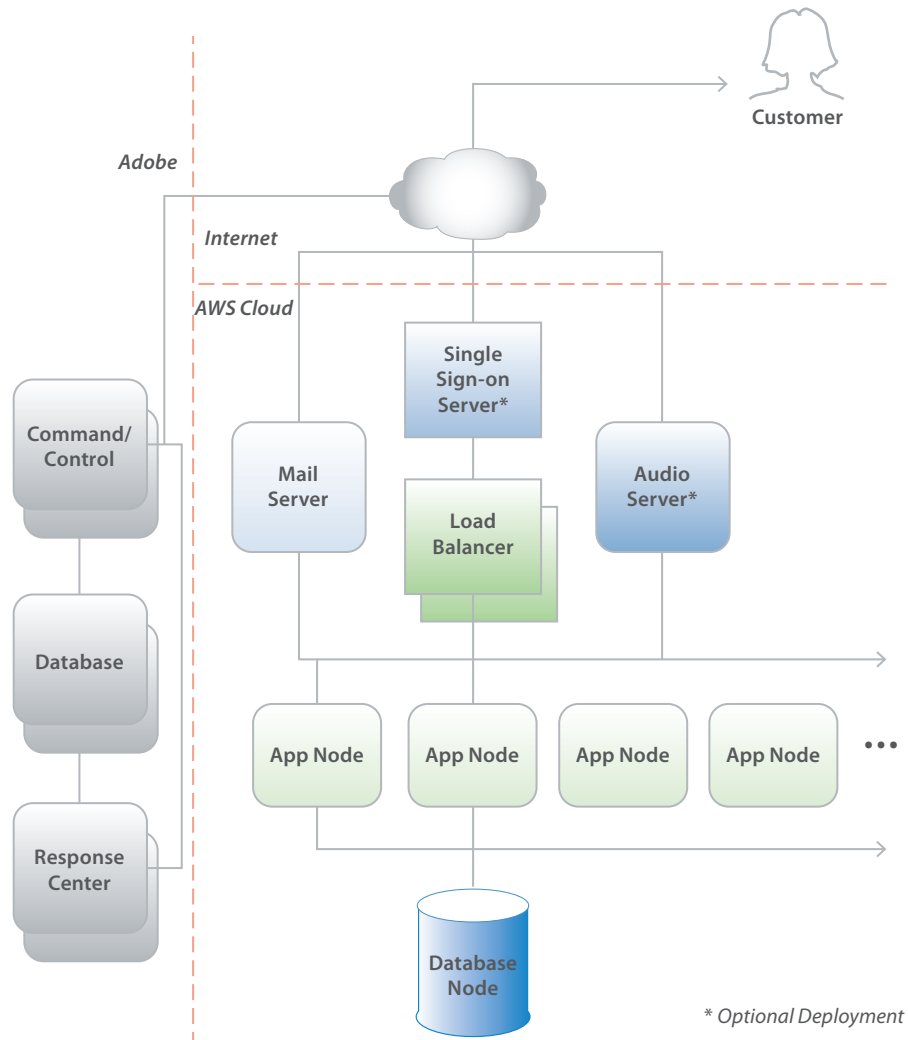 Customer
Adobe
Internet
AWS Cloud
Single
Sign-on
Server*
Command/
Control
Mail
Server
Audio
Server*
Load
Balancer
Database
App Node
App Node
App Node
App Node
•••
Response
Center
Database
Node
* Optional Deployment